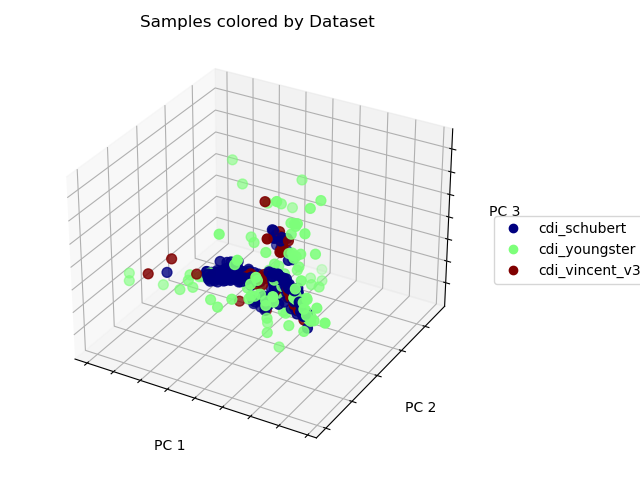 Samples colored by Dataset
PC 3
cdi_schubert
cdi_youngster
cdi_vincent_v3
PC 2
PC 1